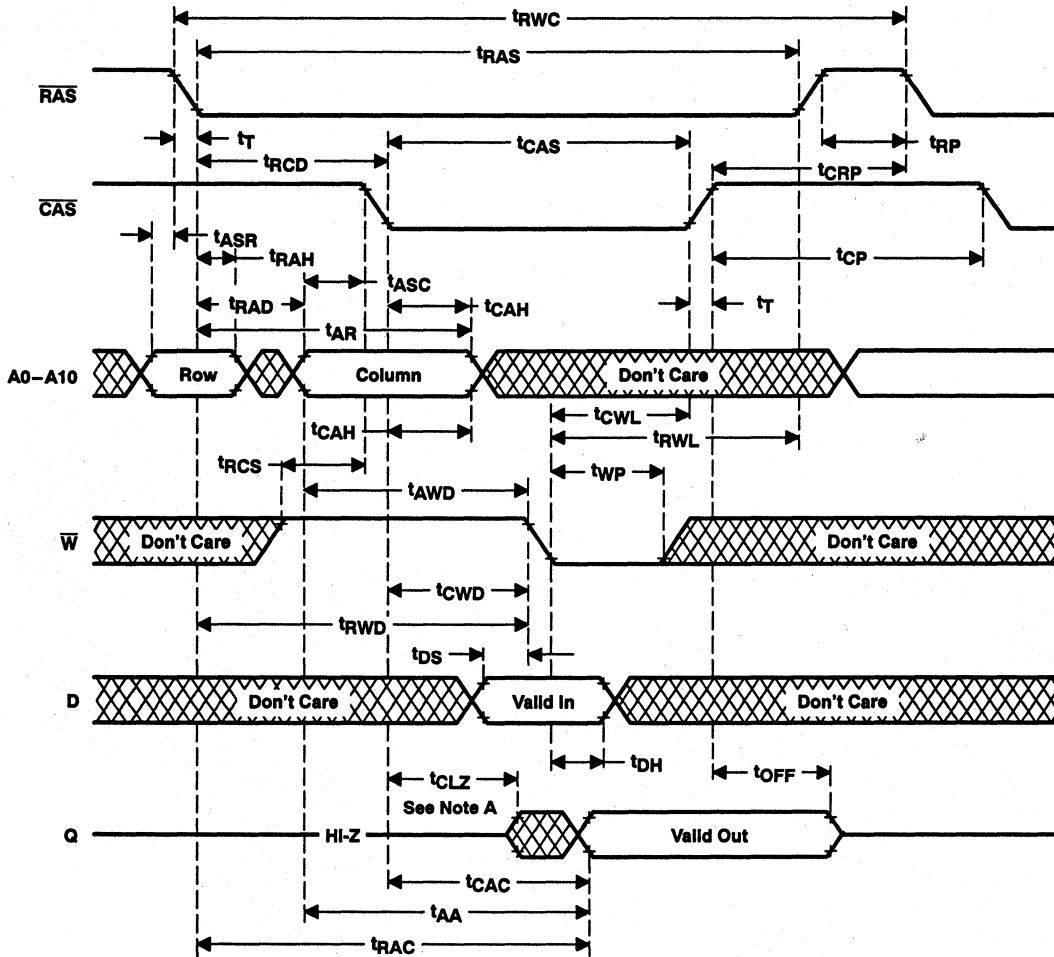 tRWC
tRAS
RAS
tT
tCAS
tRP
tRCD
tCRP
CAS
tASR
tRAH
tASC
tCP
tRAD
tCAH
tT
tAR
A0–A10 Row Column Don't Care
tCWL
tCAH
tRWL
tRCS
tWP
tAWD
W Don't Care Don't Care
tCWD
tRWD
tDS
D Don't Care Valid In Don't Care
tDH
tCLZ
tOFF
See Note A
Q HI-Z Valid Out
tCAC
tAA
tRAC